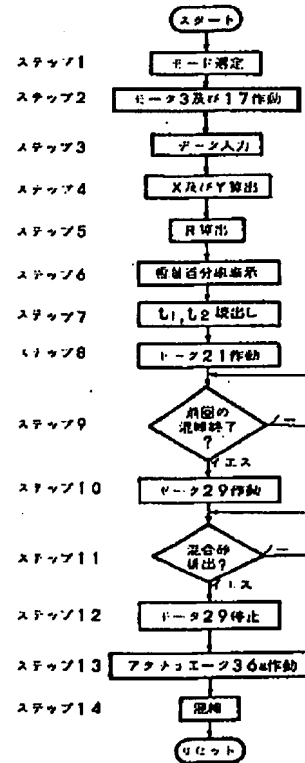 スタート
ステップ1 モード選定
ステップ2 モータ3及び17作動
ステップ3 データ入力
ステップ4 X及びY算出
ステップ5 R算出
ステップ6 百分率表示
ステップ7 t1,t2読出し
ステップ8 モータ21作動
ステップ9 前回の
混練終了
?
ノー
イエス
ステップ10 モータ29作動
ステップ11 混合砂
排出?
ノー
イエス
ステップ12 モータ29停止
ステップ13 アクチュエータ36a作動
ステップ14 混練
リセット